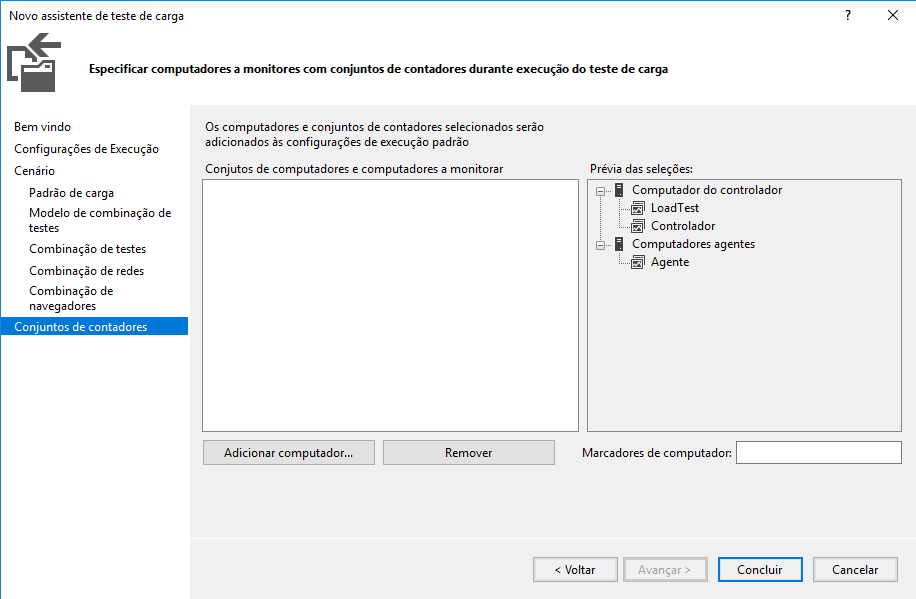 Novo assistente de teste de carga
?
Especificar computadores a monitores com conjuntos de contadores durante execução do teste de carga
Bem vindo
Configurações de Execução
Cenário
Padrão de carga
Modelo de combinação de
testes
Combinação de testes
Combinação de redes
Combinação de
navegadores
Conjuntos de contadores
Os computadores e conjuntos de contadores selecionados serão
adicionados às configurações de execução padrão
Conjutos de computadores e computadores a monitorar
Prévia das seleções:
Computador do controlador
LoadTest
Controlador
Computadores agentes
Agente
Adicionar computador...
Remover
Marcadores de computador:
< Voltar
Avançar >
Concluir
Cancelar